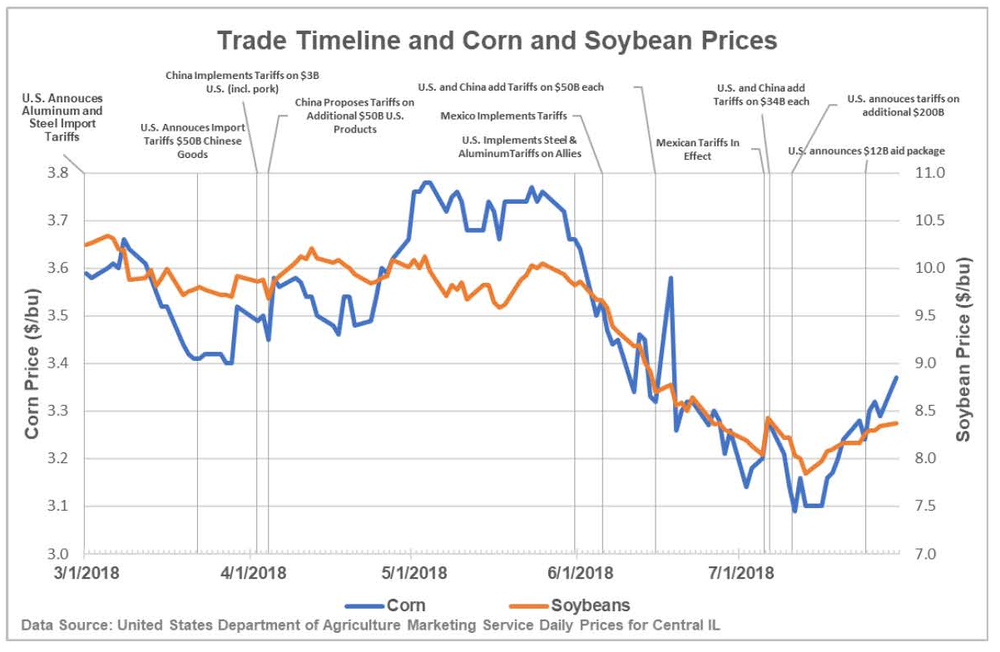 Trade Timeline and Corn and Soybean Prices
U.S. Annouces
Aluminum and
Steel Import
Tariffs
China Implements Tariffs on $3B
U.S. (incl. pork)
U.S. Annouces Import
Tariffs $50B Chinese
Goods
China Proposes Tariffs on
Additional $50B U.S.
Products
U.S. and China add Tariffs on $50B each
Mexico Implements Tariffs
U.S. Implements Steel &
Aluminum Tariffs on Allies
Mexican Tariffs In
Effect
U.S. and China add
Tariffs on $34B each
U.S. annouces tariffs on
additional $200B
U.S. announces $12B aid package
Corn Price ($/bu)
3.8
3.7
3.6
3.5
3.4
3.3
3.2
3.1
3.0
11.0
10.5
10.0
9.5
9.0
8.5
8.0
7.5
7.0
Soybean Price ($/bu)
3/1/2018
4/1/2018
5/1/2018
6/1/2018
7/1/2018
Corn
Soybeans
Data Source: United States Department of Agriculture Marketing Service Daily Prices for Central IL